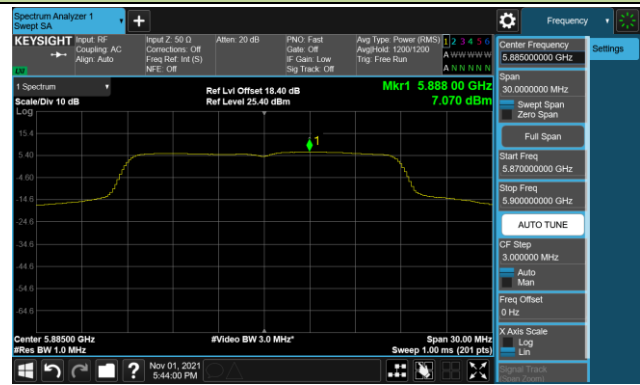 Spectrum Analyzer 1
Swept SA
Frequency
KEYSIGHT
Input: RF
Coupling: AC
Align: Auto
Input Z: 50 Ω
Corrections: Off
Freq Ref: Int (S)
NFE: Off
Atten: 20 dB
PNO: Fast
Gate: Off
IF Gain: Low
Sig Track: Off
Avg Type: Power (RMS)
Avg|Hold: 1200/1200
Trig: Free Run
1 2 3 4 5 6
A W W W W W
A N N N N N
Center Frequency
5.885000000 GHz
Settings
1 Spectrum
Scale/Div 10 dB
Log
Ref Lvl Offset 18.40 dB
Ref Level 25.40 dBm
Mkr1 5.888 00 GHz
7.070 dBm
15.4
5.40
-4.60
-14.6
-24.6
-34.6
-44.6
-54.6
-64.6
1
Span
30.0000000 MHz
Swept Span
Zero Span
Full Span
Start Freq
5.870000000 GHz
Stop Freq
5.900000000 GHz
AUTO TUNE
CF Step
3.000000 MHz
Auto
Man
Freq Offset
0 Hz
X Axis Scale
Log
Lin
Signal Track
(Span Zoom)
Center 5.88500 GHz
#Res BW 1.0 MHz
#Video BW 3.0 MHz*
Span 30.00 MHz
Sweep 1.00 ms (201 pts)
Nov 01, 2021
5:44:00 PM